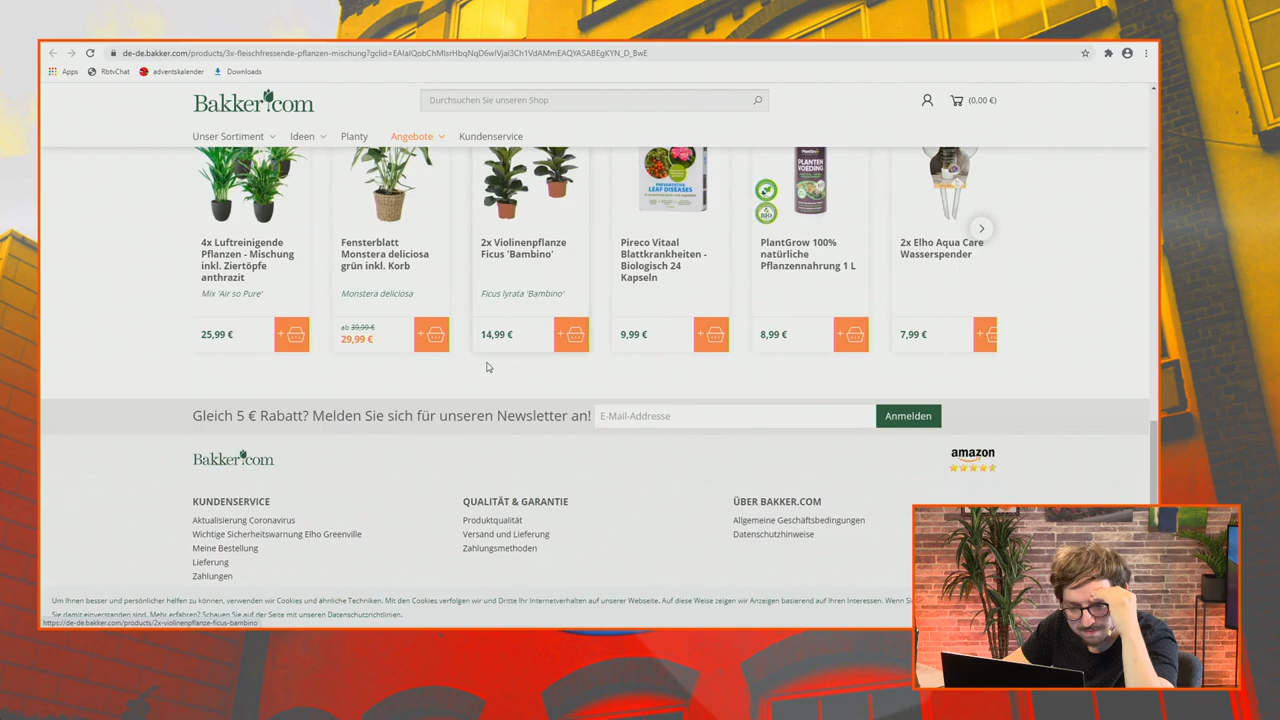 de-de.bakker.com/products/3x-fleischfressende-pflanzen-mischung?gclid=EAIaIQobChMIsrHbqNqD6wIVjal3Ch1VdAMmEAQYASABEgKYN_D_BwE
Apps RbtvChat adventskalender Downloads
Bakker.com Durchsuchen Sie unseren Shop (0,00 €)
Unser Sortiment Ideen Planty Angebote Kundenservice
PREVENTATIVE
LEAF DISEASES
PLANTEN
VOEDING
BIO
4x Luftreinigende
Pflanzen - Mischung
inkl. Ziertöpfe
anthrazit
Mix 'Air so Pure'
25,99 €
+
Fensterblatt
Monstera deliciosa
grün inkl. Korb
Monstera deliciosa
ab 39,99 €
29,99 €
+
2x Violinenpflanze
Ficus 'Bambino'
Ficus lyrata 'Bambino'
14,99 €
+
Pireco Vitaal
Blattkrankheiten -
Biologisch 24
Kapseln
9,99 €
+
PlantGrow 100%
natürliche
Pflanzennahrung 1 L
8,99 €
+
2x Elho Aqua Care
Wasserspender
7,99 €
+
Gleich 5 € Rabatt? Melden Sie sich für unseren Newsletter an! E-Mail-Adresse Anmelden
Bakker.com
amazon
KUNDENSERVICE
Aktualisierung Coronavirus
Wichtige Sicherheitswarnung Elho Greenville
Meine Bestellung
Lieferung
Zahlungen
QUALITÄT & GARANTIE
Produktqualität
Versand und Lieferung
Zahlungsmethoden
ÜBER BAKKER.COM
Allgemeine Geschäftsbedingungen
Datenschutzhinweise
Um Ihnen besser und persönlicher helfen zu können, verwenden wir Cookies und ähnliche Techniken. Mit den Cookies verfolgen wir und Dritte Ihr Internetverhalten auf unserer Webseite. Auf diese Weise zeigen wir Anzeigen basierend auf Ihren Interessen. Wenn
Sie damit einverstanden sind. Mehr erfahren? Schauen Sie auf der Seite mit unseren Datenschutzrichtlinien.
https://de-de.bakker.com/products/2x-violinenpflanze-ficus-bambino